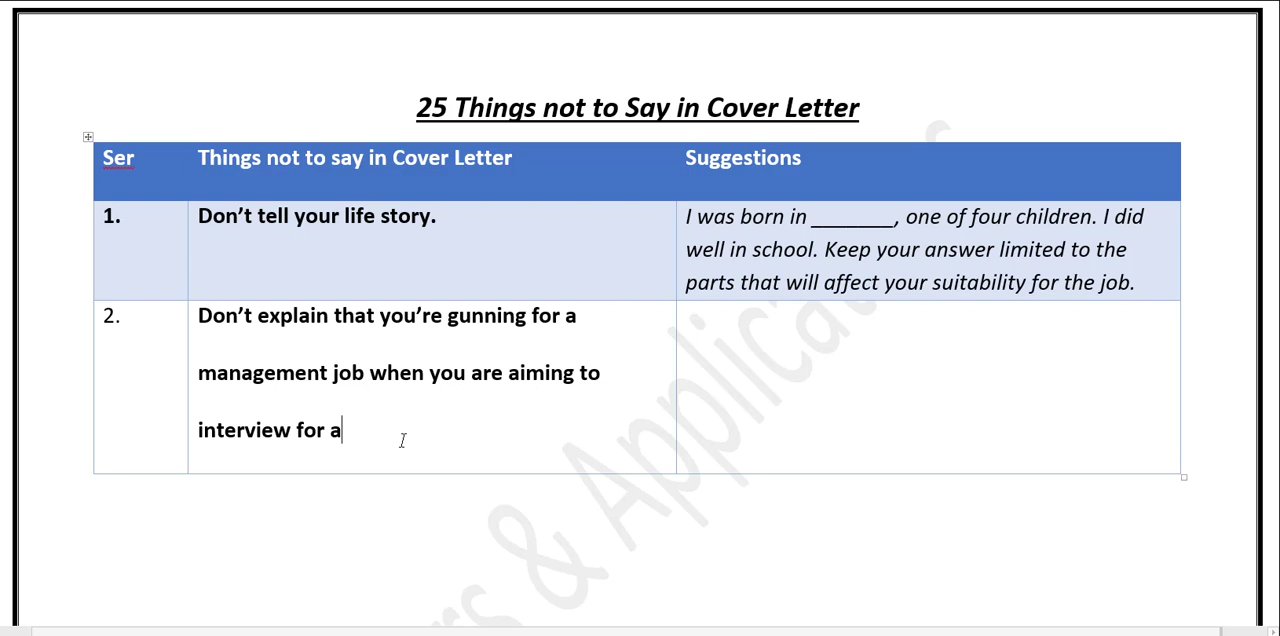 25 Things not to Say in Cover Letter
Ser Things not to say in Cover Letter Suggestions
1. Don’t tell your life story. I was born in _______, one of four children. I did
well in school. Keep your answer limited to the
parts that will affect your suitability for the job.
2. Don’t explain that you’re gunning for a
management job when you are aiming to
interview for a
& Applicat